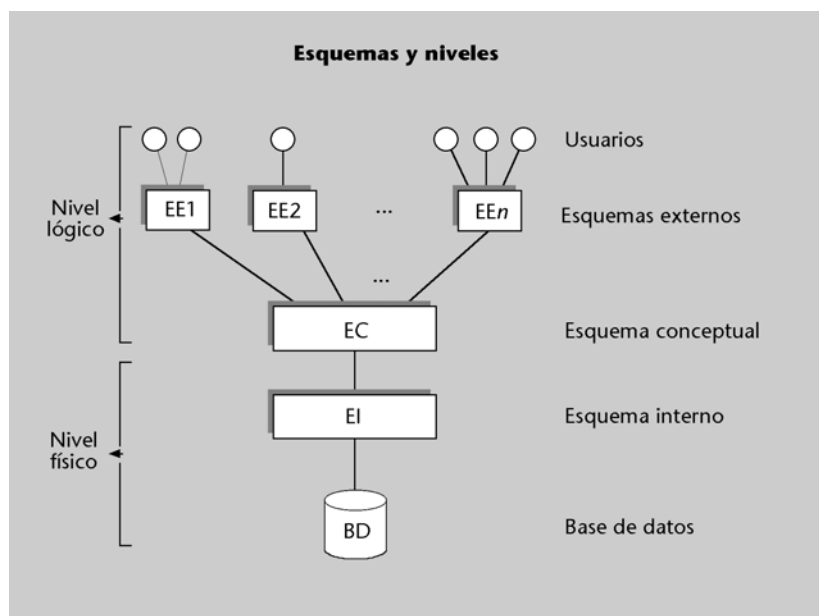 Esquemas y niveles
Usuarios
Nivel
lógico
EE1
EE2
...
EEn
Esquemas externos
...
EC
Esquema conceptual
Nivel
físico
EI
Esquema interno
BD
Base de datos